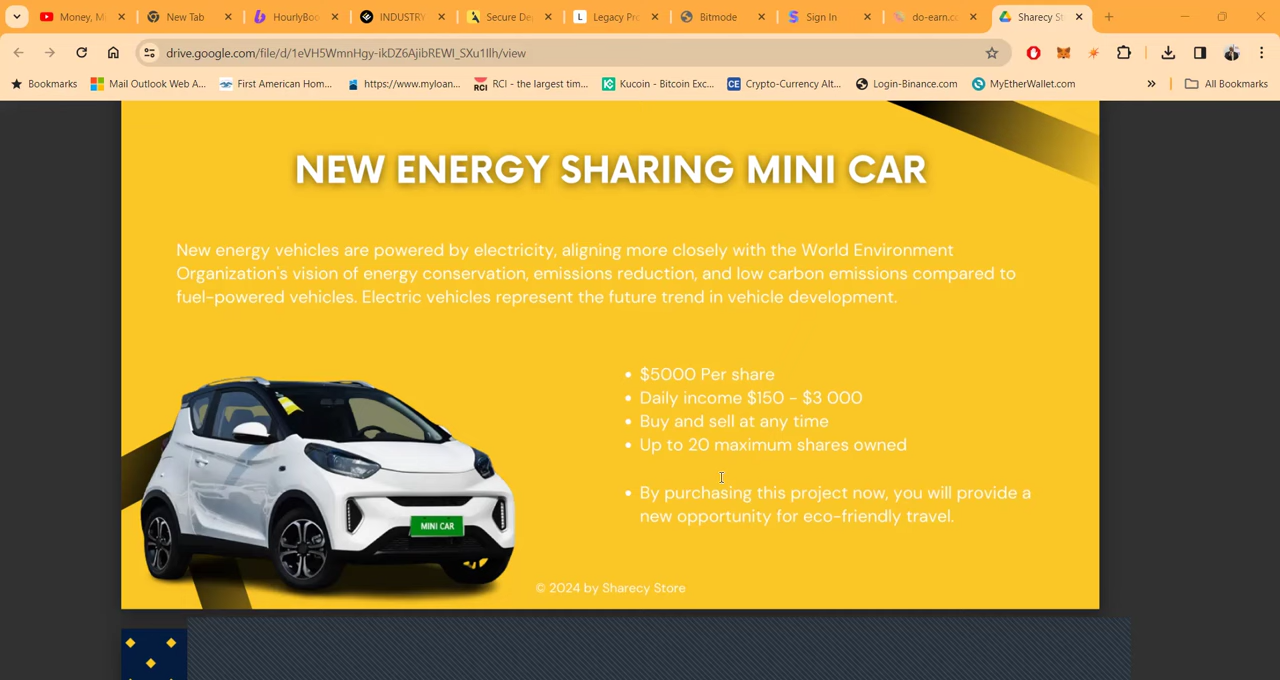 Money, M
New Tab
HourlyBoo
INDUSTRY
Secure De
Legacy Pro
Bitmode
Sign In
do-earn.co
Sharecy St
drive.google.com/file/d/1eVH5WmnHgy-ikDZ6AjibREWI_SXu1Ilh/view
Bookmarks
Mail Outlook Web A...
First American Hom...
https://www.myloan...
RCI - the largest tim...
Kucoin - Bitcoin Exc...
Crypto-Currency Alt...
Login-Binance.com
MyEtherWallet.com
»
All Bookmarks
NEW ENERGY SHARING MINI CAR
New energy vehicles are powered by electricity, aligning more closely with the World Environment
Organization's vision of energy conservation, emissions reduction, and low carbon emissions compared to
fuel-powered vehicles. Electric vehicles represent the future trend in vehicle development.
• $5000 Per share
• Daily income $150 - $3 000
• Buy and sell at any time
• Up to 20 maximum shares owned
• By purchasing this project now, you will provide a
new opportunity for eco-friendly travel.
MINI CAR
© 2024 by Sharecy Store